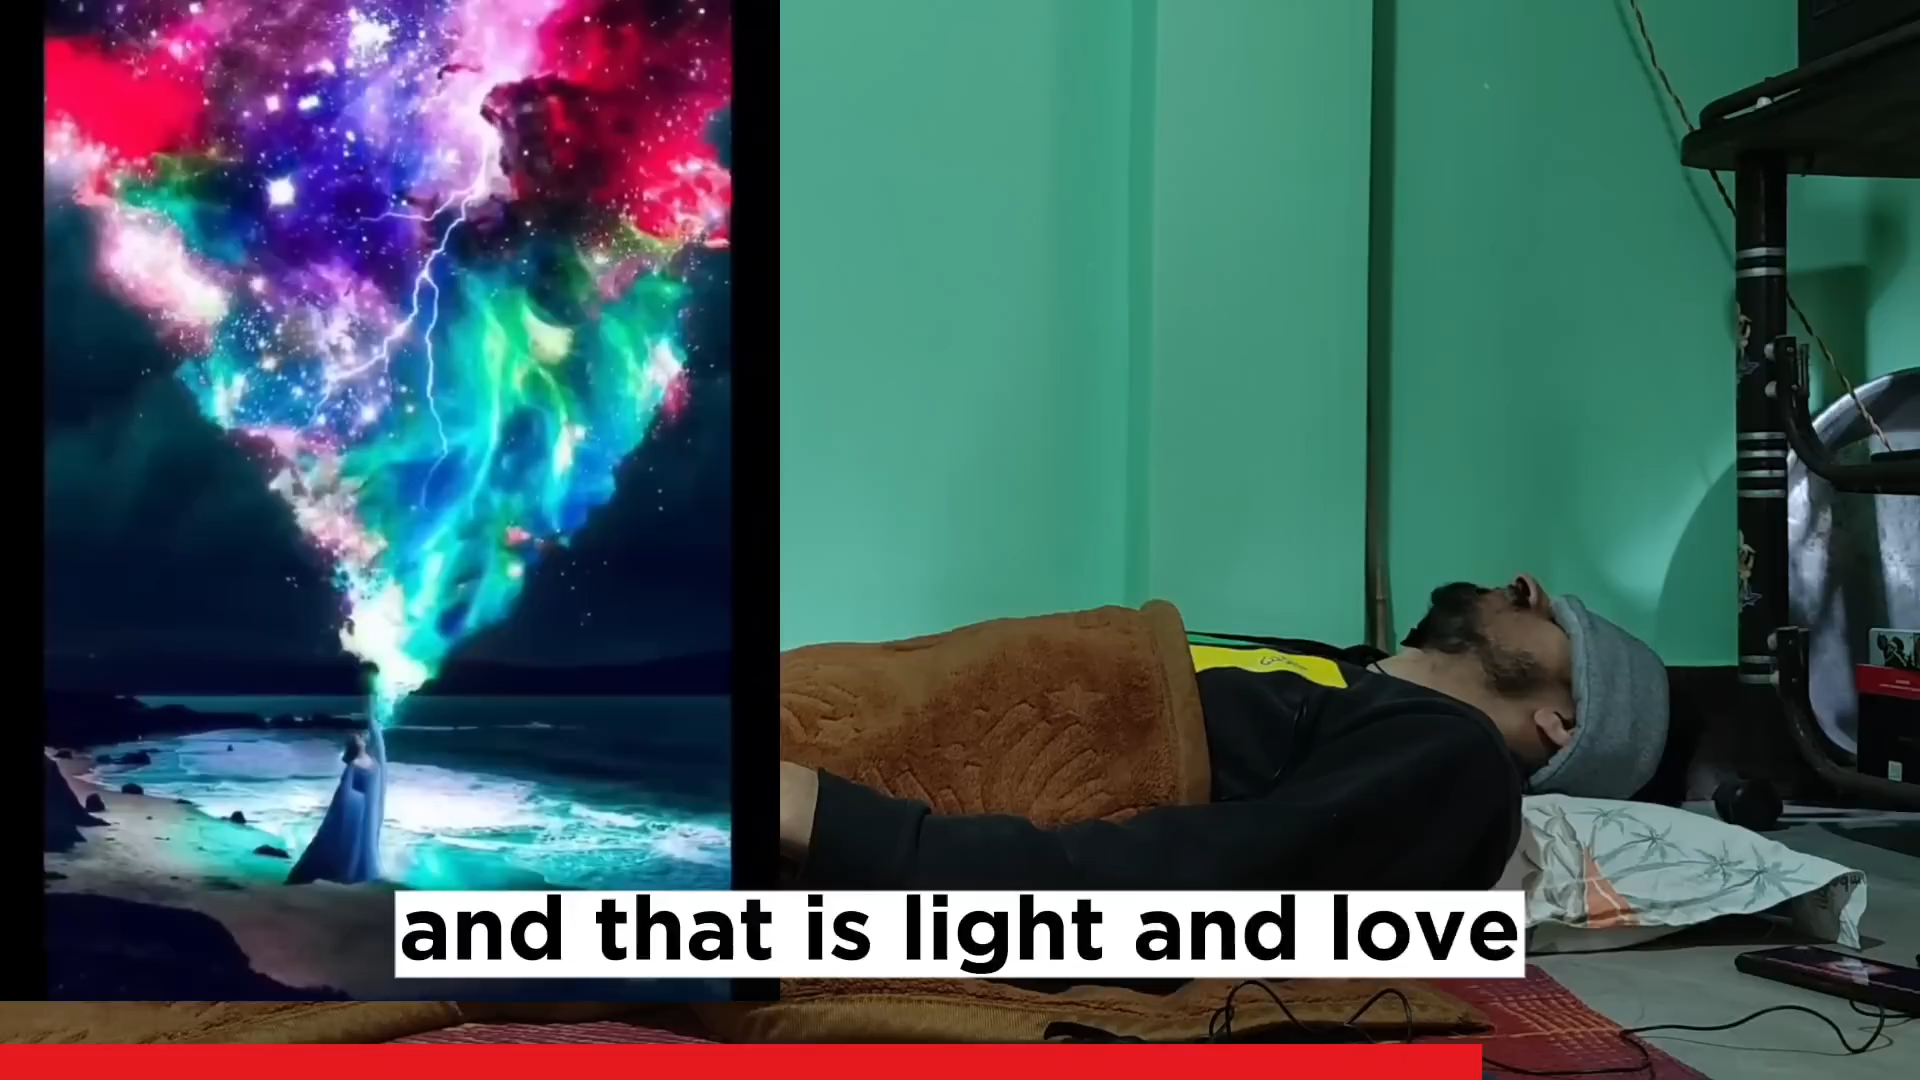 and that is light and love